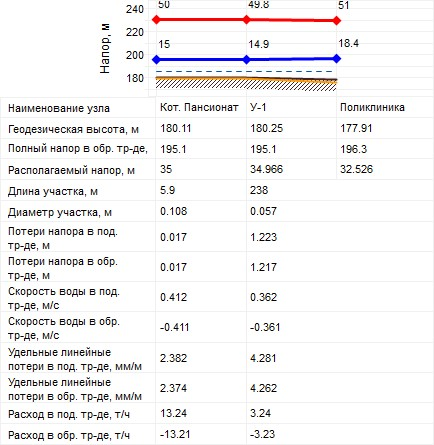 240
50
49.8
51
220
15
14.9
18.4
200
180
Напор, м
Наименование узла Кот. Пансионат У-1 Поликлиника
Геодезическая высота, м 180.11 180.25 177.91
Полный напор в обр. тр-де, 195.1 195.1 196.3
Располагаемый напор, м 35 34.966 32.526
Длина участка, м 5.9 238
Диаметр участка, м 0.108 0.057
Потери напора в под.
тр-де, м 0.017 1.223
Потери напора в обр.
тр-де, м 0.017 1.217
Скорость воды в под.
тр-де, м/с 0.412 0.362
Скорость воды в обр.
тр-де, м/с -0.411 -0.361
Удельные линейные
потери в под. тр-де, мм/м 2.382 4.281
Удельные линейные
потери в обр. тр-де, мм/м 2.374 4.262
Расход в под. тр-де, т/ч 13.24 3.24
Расход в обр. тр-де, т/ч -13.21 -3.23